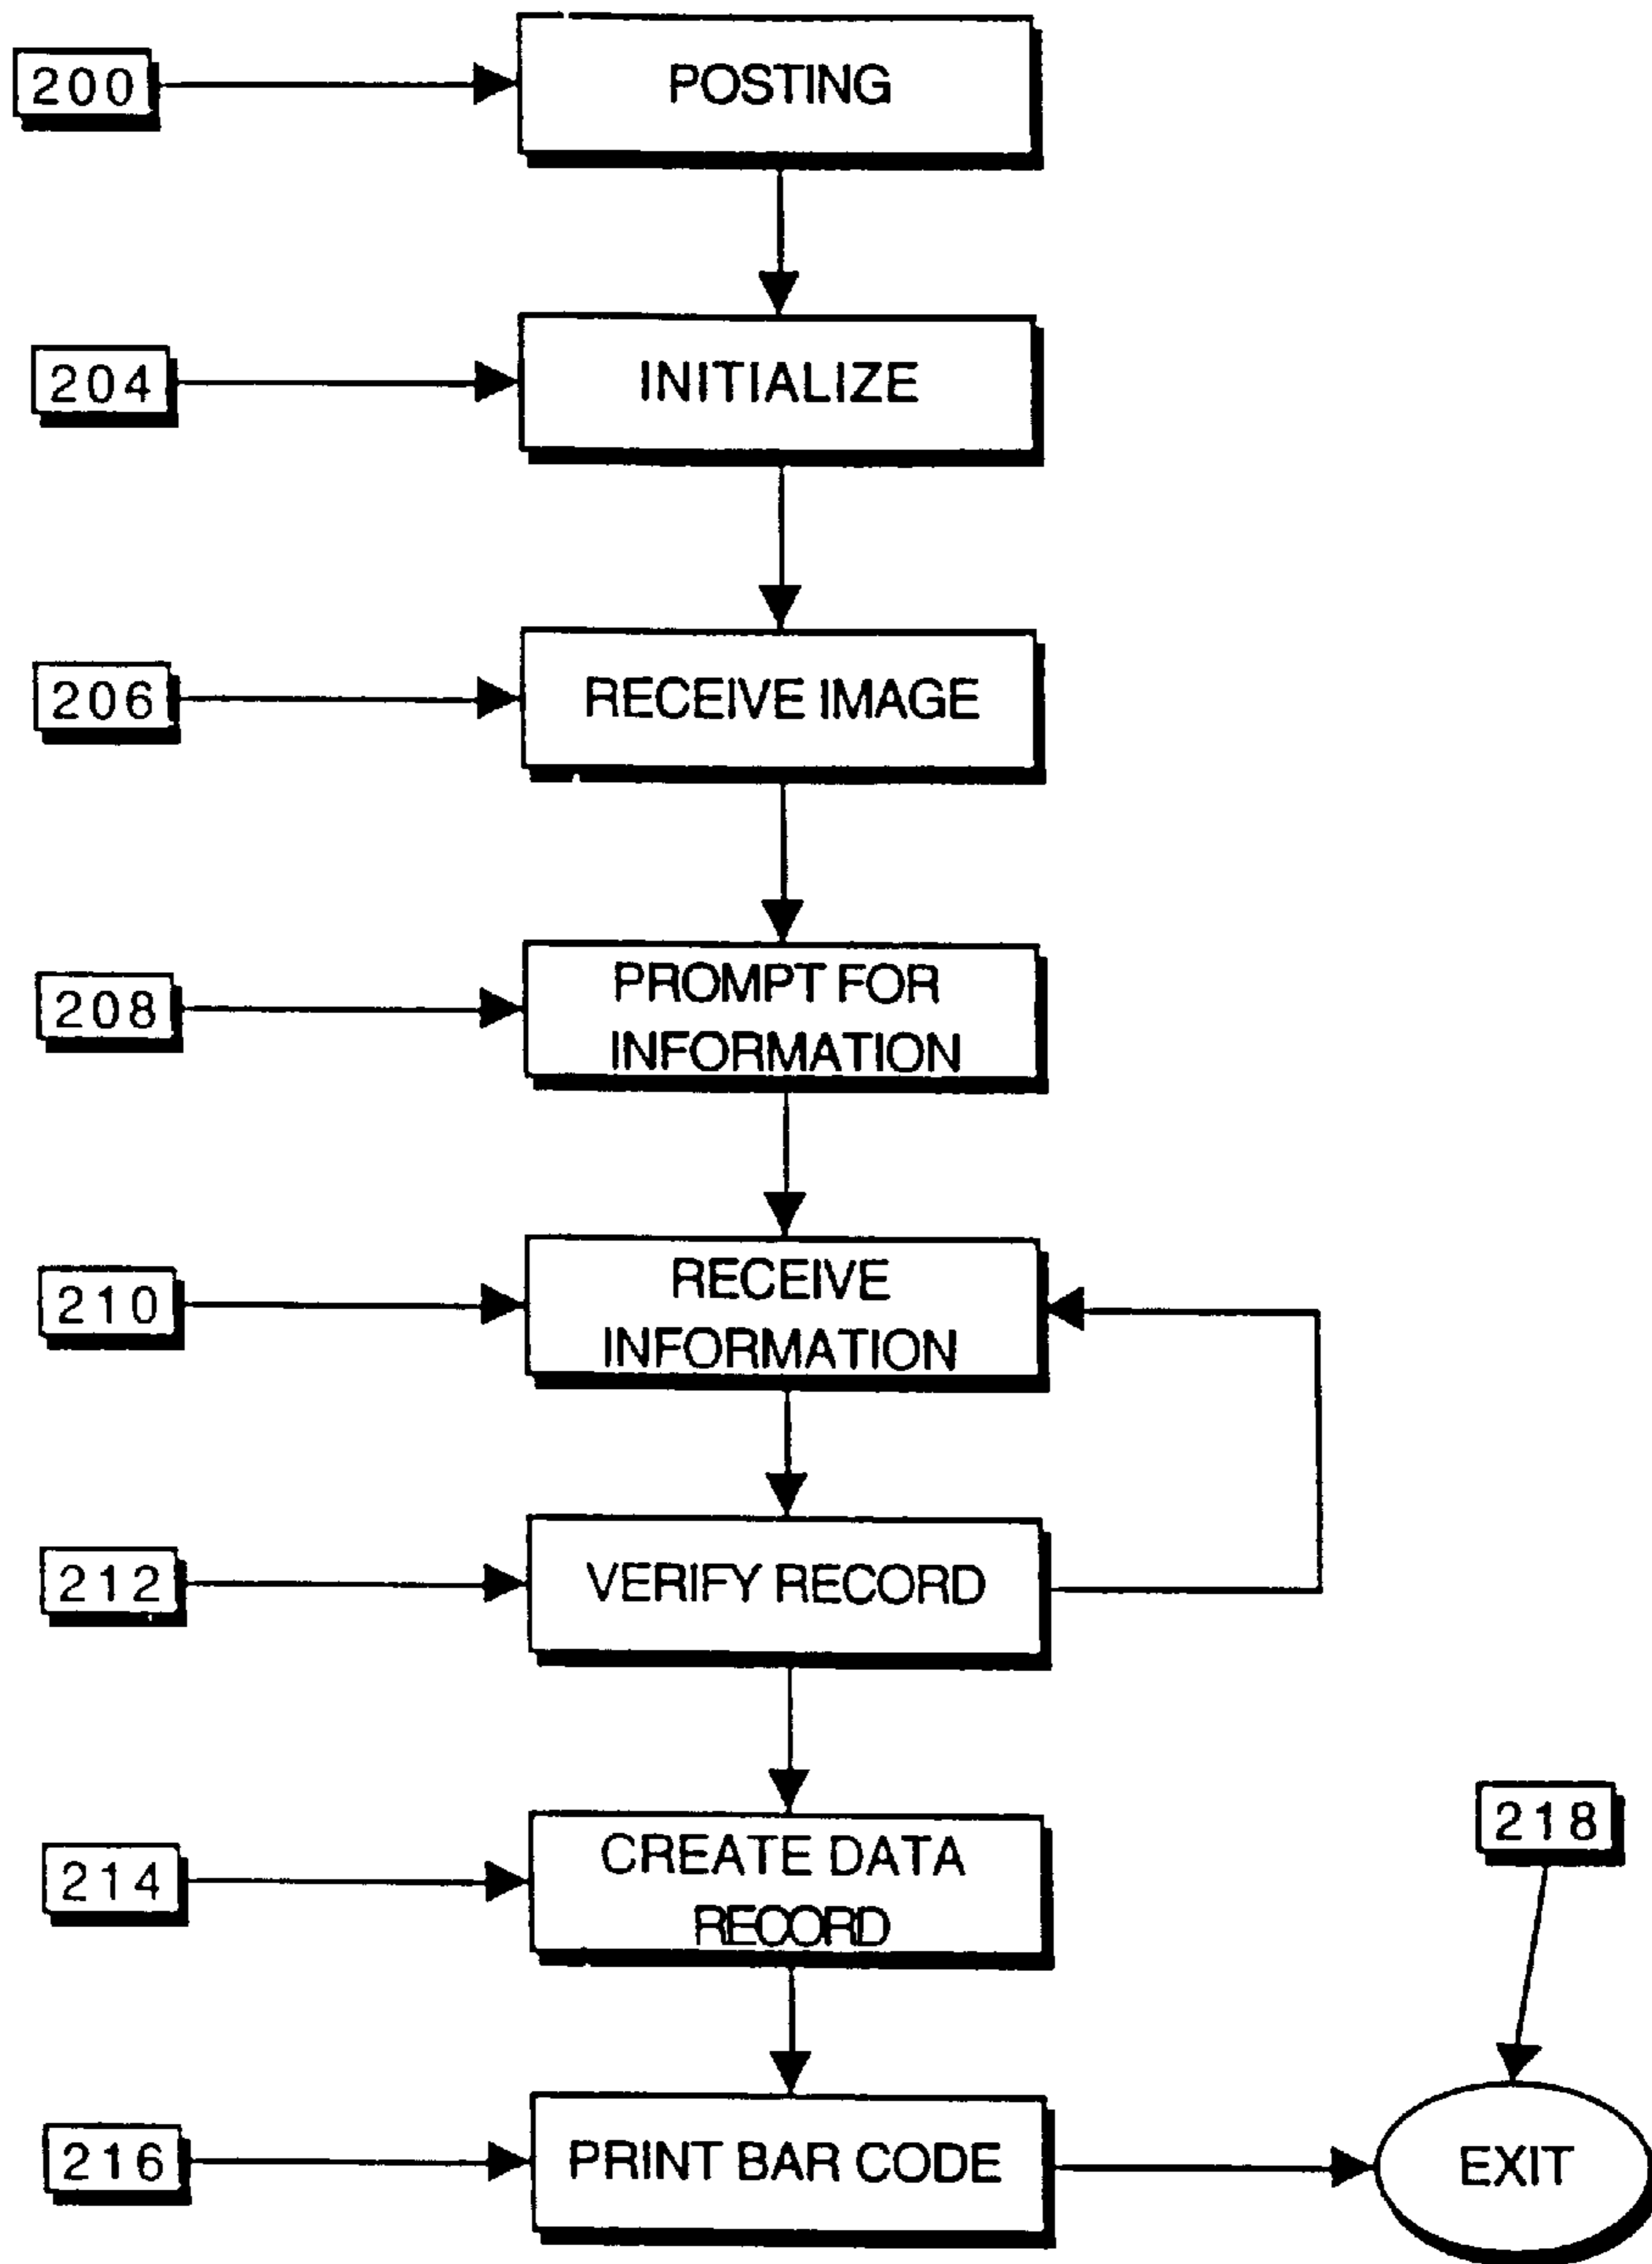 200
POSTING
204
INITIALIZE
206
RECEIVE IMAGE
208
PROMPT FOR
INFORMATION
210
RECEIVE
INFORMATION
212
VERIFY RECORD
214
CREATE DATA
RECORD
218
216
PRINT BAR CODE
EXIT